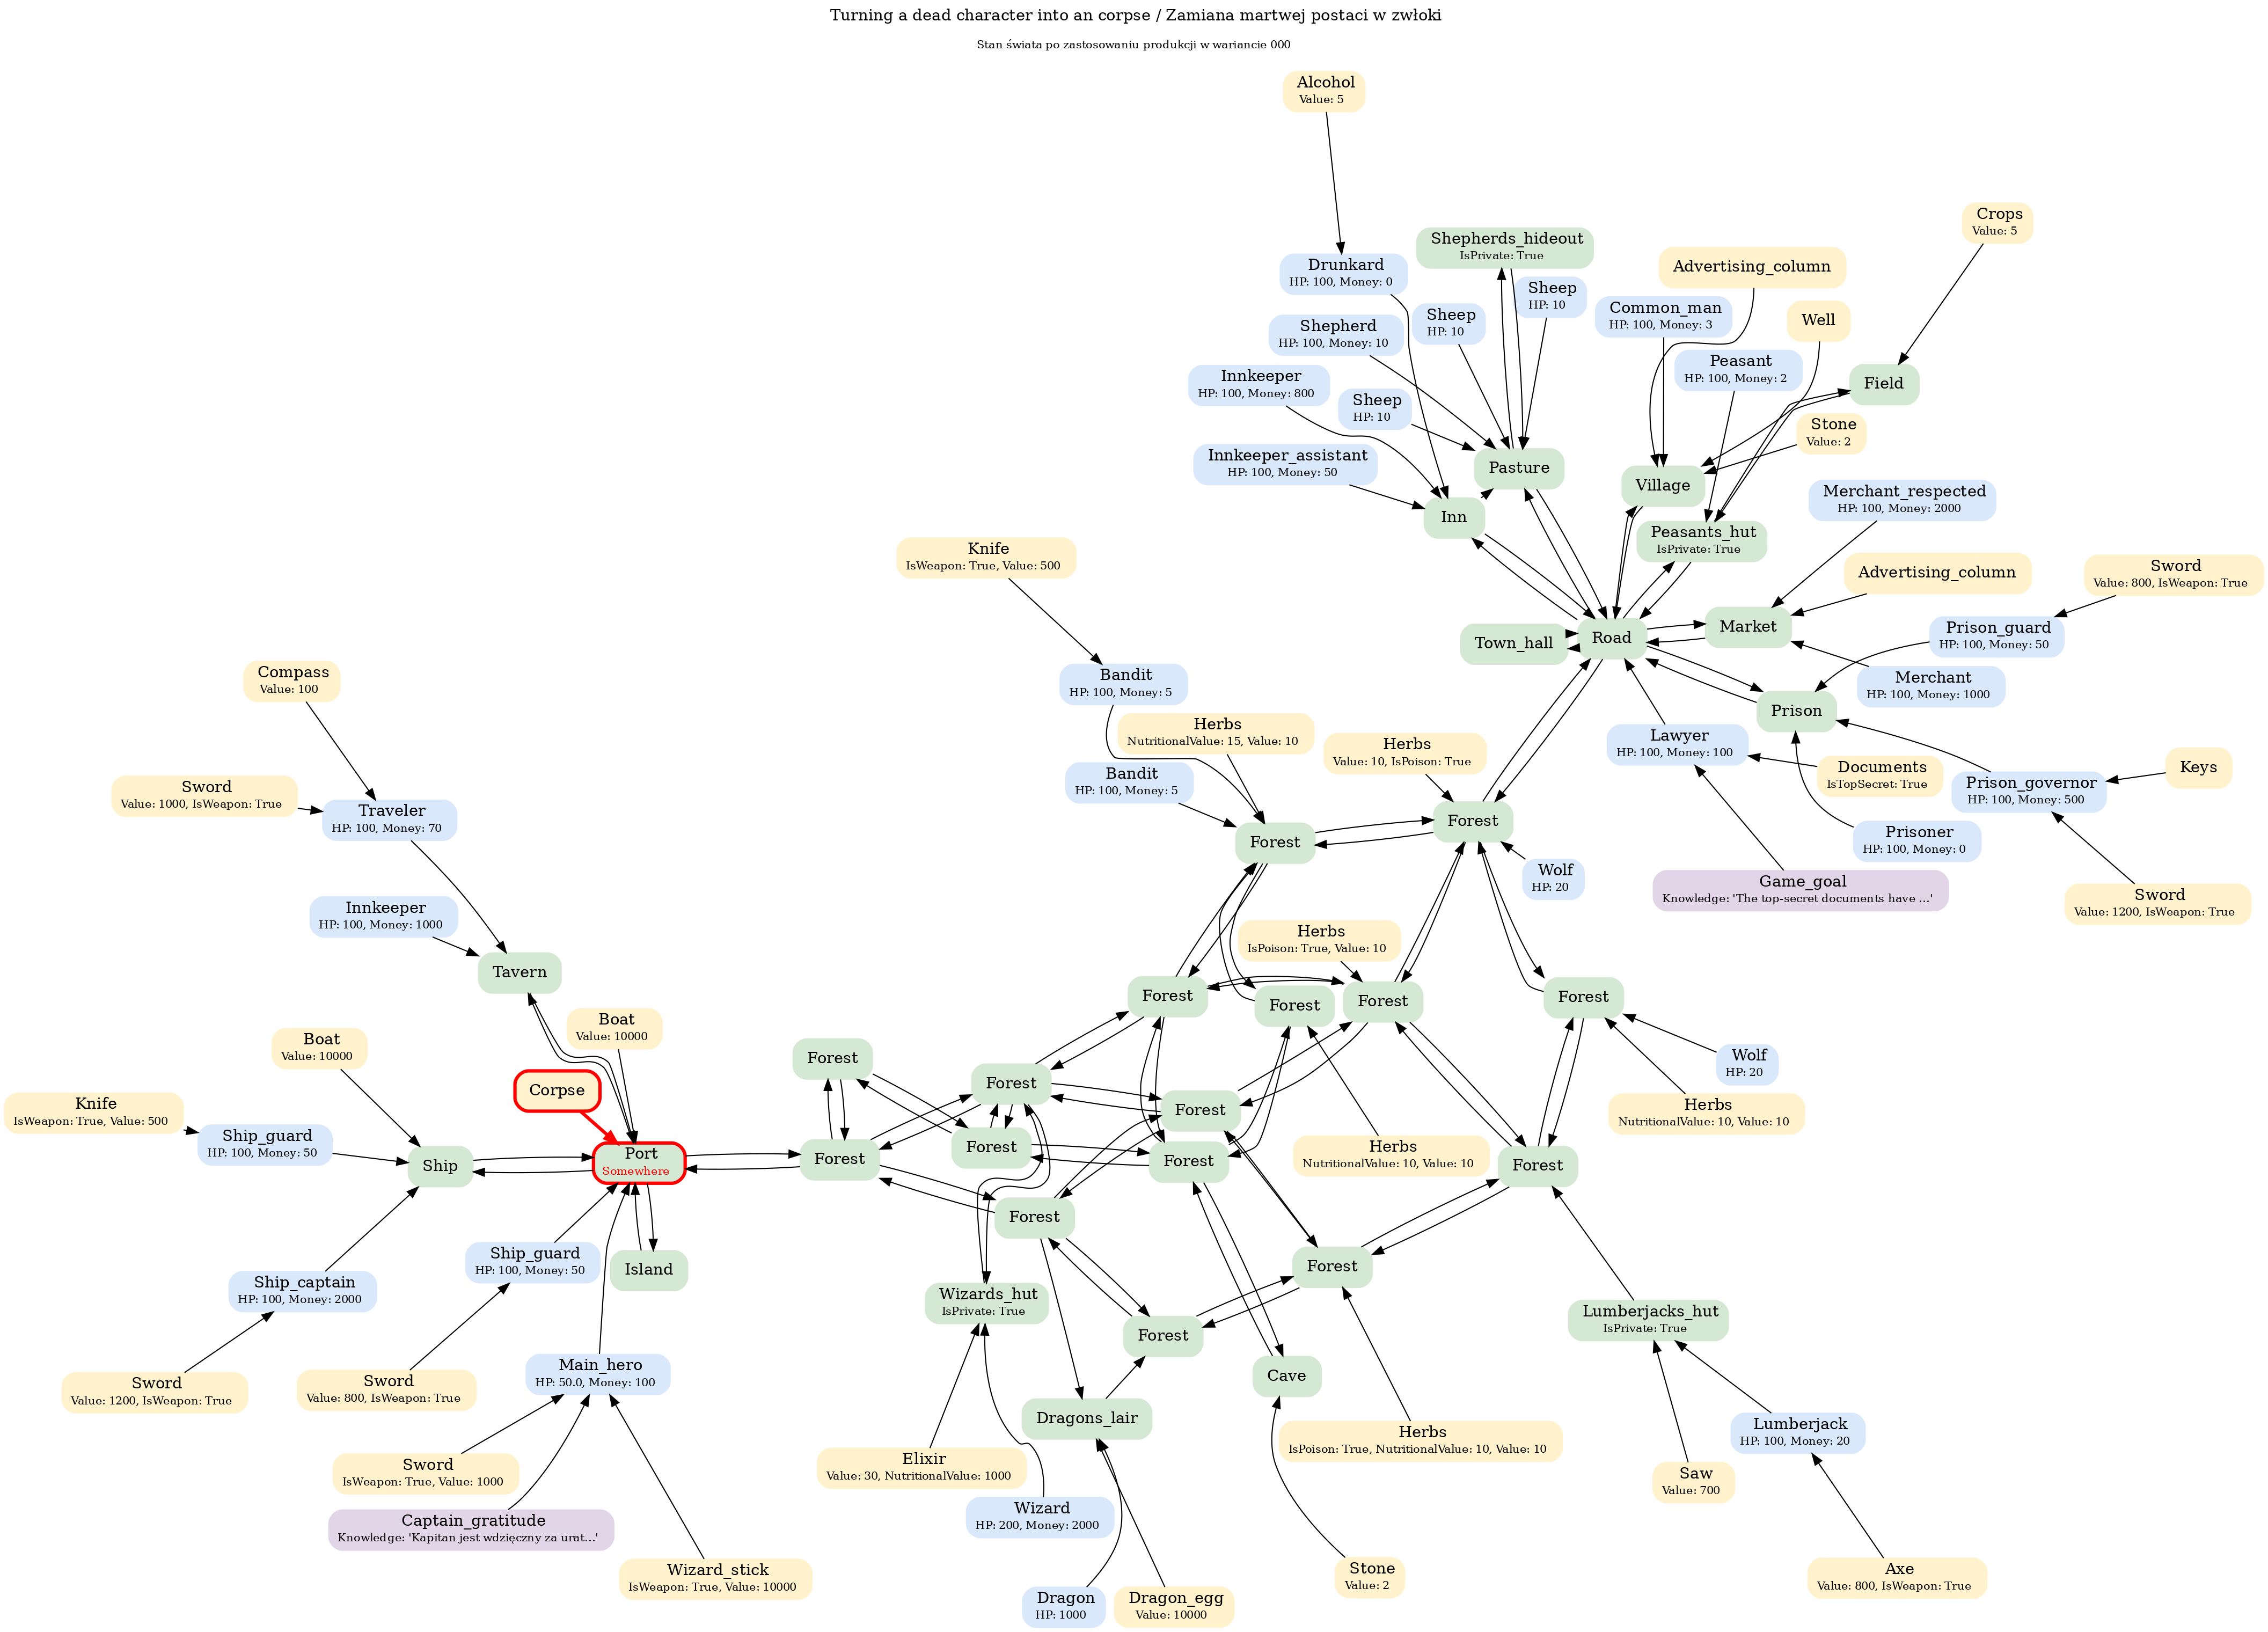 Turning a dead character into an corpse / Zamiana martwej postaci w zwłoki
Stan świata po zastosowaniu produkcji w wariancie 000
Alcohol
Value: 5
Crops
Value: 5
Shepherds_hideout
IsPrivate: True
Drunkard
HP: 100, Money: 0
Advertising_column
Sheep
HP: 10
Common_man
HP: 100, Money: 3
Well
Sheep
HP: 10
Shepherd
HP: 100, Money: 10
Peasant
HP: 100, Money: 2
Field
Innkeeper
HP: 100, Money: 800
Sheep
HP: 10
Stone
Value: 2
Innkeeper_assistant
HP: 100, Money: 50
Pasture
Village
Merchant_respected
HP: 100, Money: 2000
Inn
Peasants_hut
IsPrivate: True
Knife
IsWeapon: True, Value: 500
Advertising_column
Sword
Value: 800, IsWeapon: True
Town_hall
Road
Market
Prison_guard
HP: 100, Money: 50
Compass
Value: 100
Bandit
HP: 100, Money: 5
Merchant
HP: 100, Money: 1000
Prison
Herbs
NutritionalValue: 15, Value: 10
Herbs
Value: 10, IsPoison: True
Lawyer
HP: 100, Money: 100
Documents
IsTopSecret: True
Keys
Sword
Value: 1000, IsWeapon: True
Bandit
HP: 100, Money: 5
Prison_governor
HP: 100, Money: 500
Traveler
HP: 100, Money: 70
Forest
Forest
Prisoner
HP: 100, Money: 0
Wolf
HP: 20
Game_goal
Knowledge: 'The top-secret documents have ...'
Sword
Value: 1200, IsWeapon: True
Innkeeper
HP: 100, Money: 1000
Herbs
IsPoison: True, Value: 10
Tavern
Forest
Forest
Forest
Forest
Boat
Value: 10000
Boat
Value: 10000
Forest
Wolf
HP: 20
Corpse
Forest
Knife
IsWeapon: True, Value: 500
Forest
Herbs
NutritionalValue: 10, Value: 10
Ship_guard
HP: 100, Money: 50
Ship
Port
Somewhere
Forest
Forest
Forest
Herbs
NutritionalValue: 10, Value: 10
Forest
Forest
Ship_guard
HP: 100, Money: 50
Island
Forest
Ship_captain
HP: 100, Money: 2000
Wizards_hut
IsPrivate: True
Lumberjacks_hut
IsPrivate: True
Forest
Main_hero
HP: 50.0, Money: 100
Cave
Sword
Value: 1200, IsWeapon: True
Sword
Value: 800, IsWeapon: True
Dragons_lair
Lumberjack
HP: 100, Money: 20
Herbs
IsPoison: True, NutritionalValue: 10, Value: 10
Elixir
Value: 30, NutritionalValue: 1000
Sword
IsWeapon: True, Value: 1000
Saw
Value: 700
Wizard
HP: 200, Money: 2000
Captain_gratitude
Knowledge: 'Kapitan jest wdzięczny za urat...'
Wizard_stick
IsWeapon: True, Value: 10000
Stone
Value: 2
Axe
Value: 800, IsWeapon: True
Dragon
HP: 1000
Dragon_egg
Value: 10000